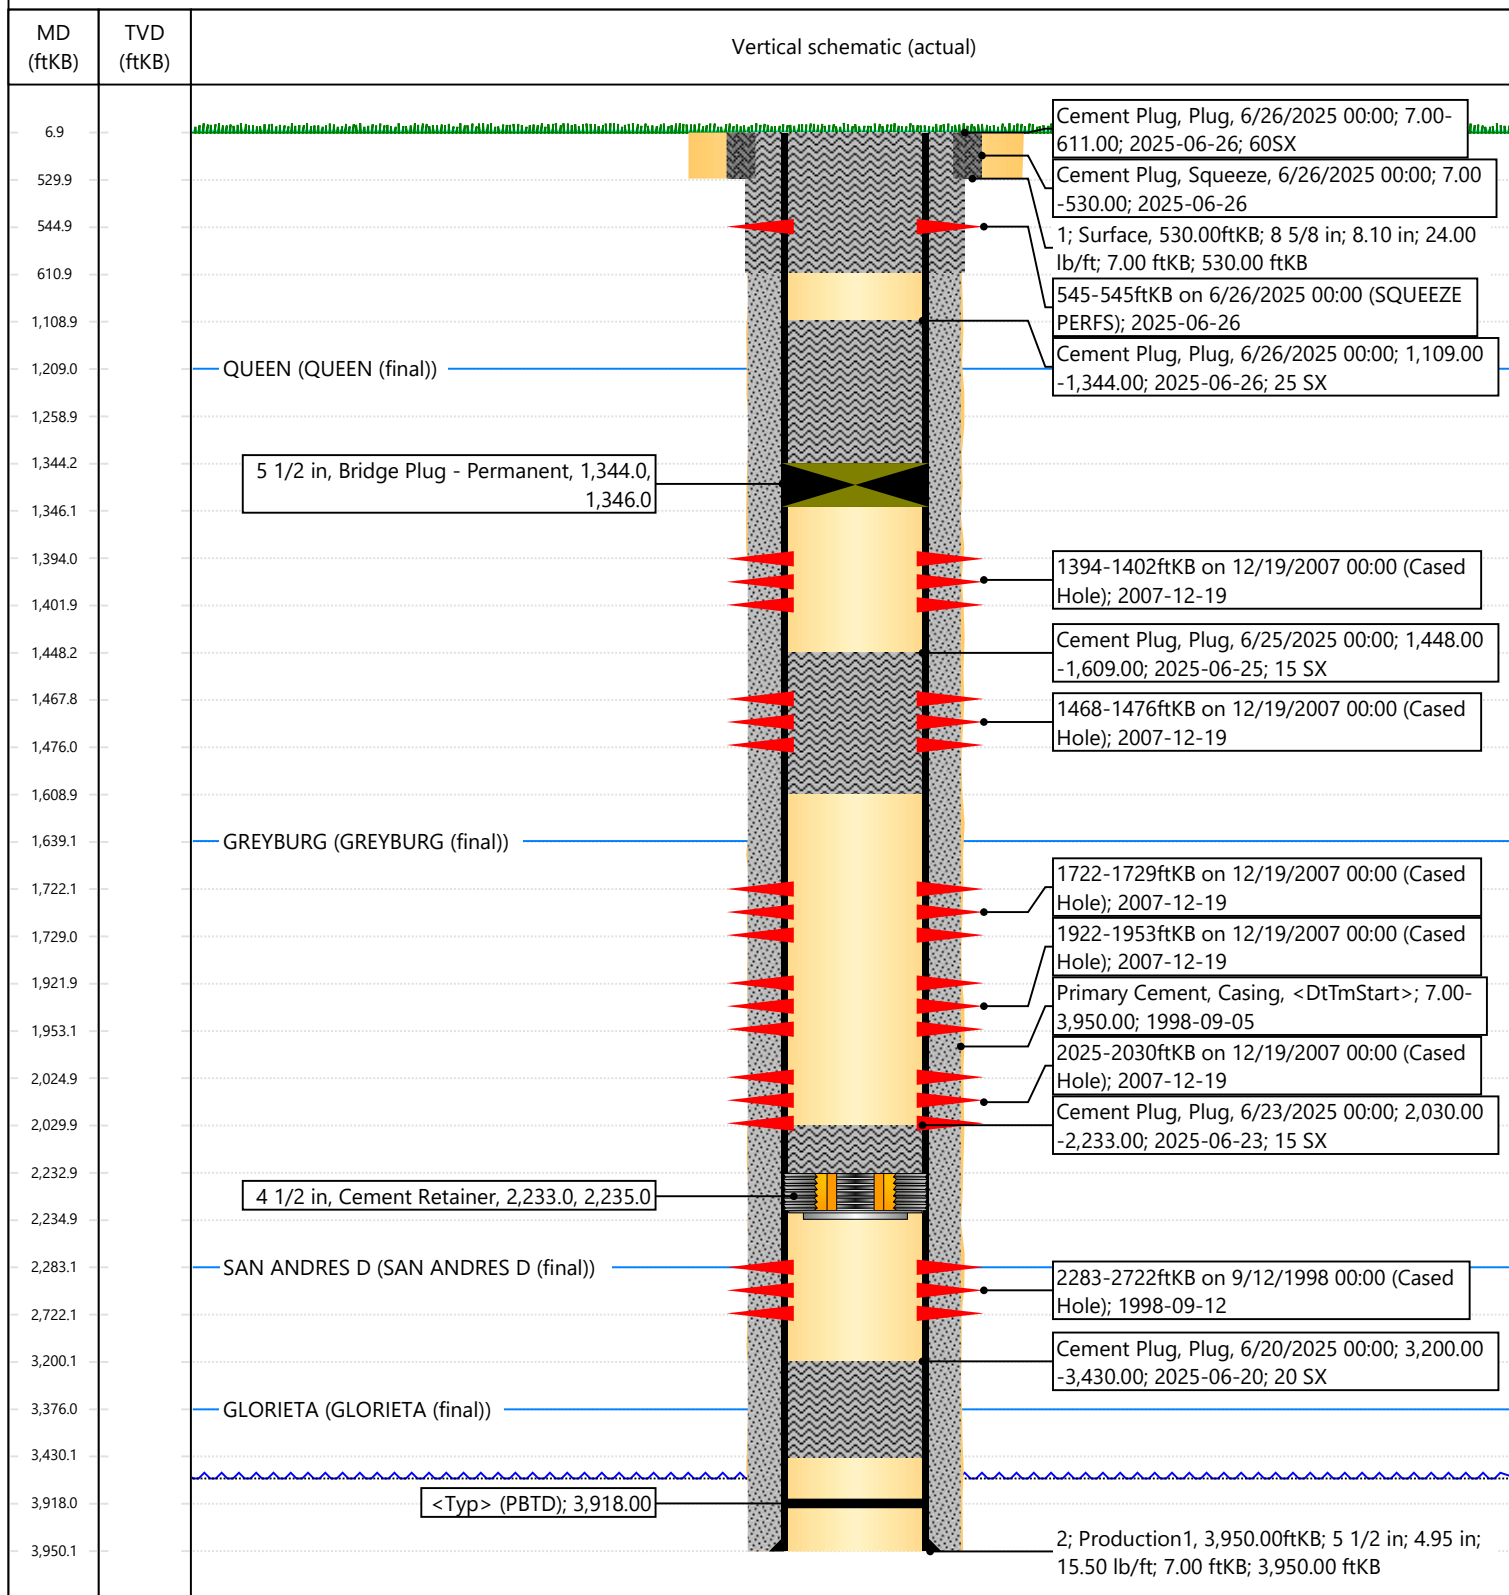 MD
(ftKB)
TVD
(ftKB)
Vertical schematic (actual)
6.9
529.9
544.9
610.9
1,108.9
1,209.0
1,258.9
1,344.2
1,346.1
1,394.0
1,401.9
1,448.2
1,467.8
1,476.0
1,608.9
1,639.1
1,722.1
1,729.0
1,921.9
1,953.1
2,024.9
2,029.9
2,232.9
2,234.9
2,283.1
2,722.1
3,200.1
3,376.0
3,430.1
3,918.0
3,950.1
QUEEN (QUEEN (final))
5 1/2 in, Bridge Plug - Permanent, 1,344.0,
1,346.0
GREYBURG (GREYBURG (final))
4 1/2 in, Cement Retainer, 2,233.0, 2,235.0
SAN ANDRES D (SAN ANDRES D (final))
GLORIETA (GLORIETA (final))
<Typ> (PBTD); 3,918.00
Cement Plug, Plug, 6/26/2025 00:00; 7.00-
611.00; 2025-06-26; 60SX
Cement Plug, Squeeze, 6/26/2025 00:00; 7.00
-530.00; 2025-06-26
1; Surface, 530.00ftKB; 8 5/8 in; 8.10 in; 24.00
lb/ft; 7.00 ftKB; 530.00 ftKB
545-545ftKB on 6/26/2025 00:00 (SQUEEZE
PERFS); 2025-06-26
Cement Plug, Plug, 6/26/2025 00:00; 1,109.00
-1,344.00; 2025-06-26; 25 SX
1394-1402ftKB on 12/19/2007 00:00 (Cased
Hole); 2007-12-19
Cement Plug, Plug, 6/25/2025 00:00; 1,448.00
-1,609.00; 2025-06-25; 15 SX
1468-1476ftKB on 12/19/2007 00:00 (Cased
Hole); 2007-12-19
1722-1729ftKB on 12/19/2007 00:00 (Cased
Hole); 2007-12-19
1922-1953ftKB on 12/19/2007 00:00 (Cased
Hole); 2007-12-19
Primary Cement, Casing, <DtTmStart>; 7.00-
3,950.00; 1998-09-05
2025-2030ftKB on 12/19/2007 00:00 (Cased
Hole); 2007-12-19
Cement Plug, Plug, 6/23/2025 00:00; 2,030.00
-2,233.00; 2025-06-23; 15 SX
2283-2722ftKB on 9/12/1998 00:00 (Cased
Hole); 1998-09-12
Cement Plug, Plug, 6/20/2025 00:00; 3,200.00
-3,430.00; 2025-06-20; 20 SX
2; Production1, 3,950.00ftKB; 5 1/2 in; 4.95 in;
15.50 lb/ft; 7.00 ftKB; 3,950.00 ftKB